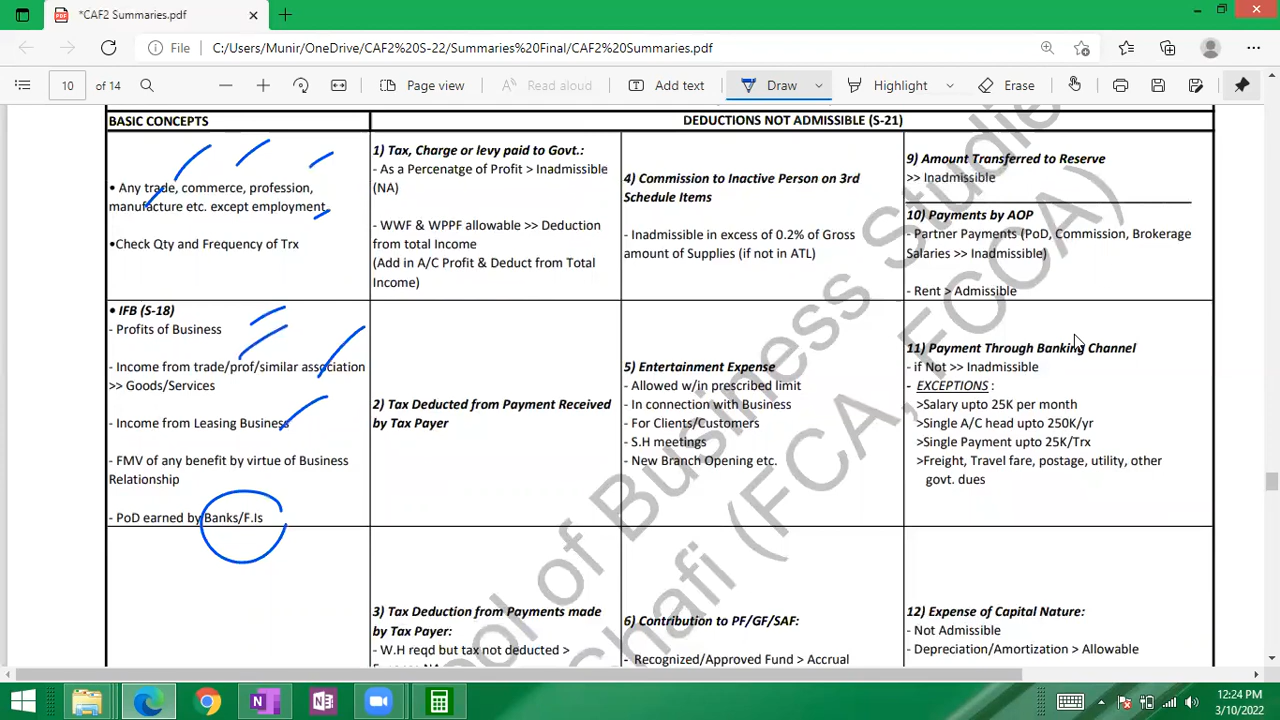 *CAF2 Summaries.pdf
File
C:/Users/Munir/OneDrive/CAF2%20S-22/Summaries%20Final/CAF2%20Summaries.pdf
10 of 14
Page view
Read aloud
Add text
Draw
Highlight
Erase
BASIC CONCEPTS
DEDUCTIONS NOT ADMISSIBLE (S-21)
• Any trade, commerce, profession,
manufacture etc. except employment.
•Check Qty and Frequency of Trx
1) Tax, Charge or levy paid to Govt.:
- As a Percenatge of Profit > Inadmissible
(NA)
- WWF & WPPF allowable >> Deduction
from total Income
(Add in A/C Profit & Deduct from Total
Income)
4) Commission to Inactive Person on 3rd
Schedule Items
- Inadmissible in excess of 0.2% of Gross
amount of Supplies (if not in ATL)
9) Amount Transferred to Reserve
>> Inadmissible
10) Payments by AOP
- Partner Payments (PoD, Commission, Brokerage
Salaries >> Inadmissible)
- Rent > Admissible
• IFB (S-18)
- Profits of Business
- Income from trade/prof/similar association
>> Goods/Services
- Income from Leasing Business
- FMV of any benefit by virtue of Business
Relationship
- PoD earned by Banks/F.Is
2) Tax Deducted from Payment Received
by Tax Payer
5) Entertainment Expense
- Allowed w/in prescribed limit
- In connection with Business
- For Clients/Customers
- S.H meetings
- New Branch Opening etc.
11) Payment Through Banking Channel
- if Not >> Inadmissible
- EXCEPTIONS :
>Salary upto 25K per month
>Single A/C head upto 250K/yr
>Single Payment upto 25K/Trx
>Freight, Travel fare, postage, utility, other
govt. dues
3) Tax Deduction from Payments made
by Tax Payer:
- W.H reqd but tax not deducted >
6) Contribution to PF/GF/SAF:
- Recognized/Approved Fund > Accrual
12) Expense of Capital Nature:
- Not Admissible
- Depreciation/Amortization > Allowable
ool of Business Studie
hafi (FCCA, FCCA)
12:24 PM
3/10/2022